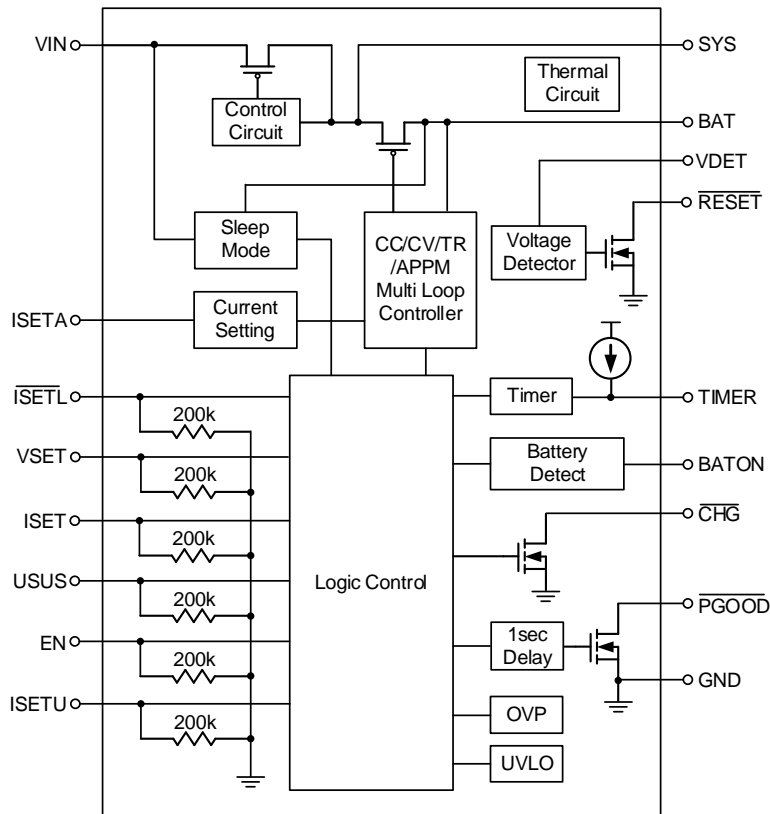 VIN
SYS
Thermal
Circuit
Control
Circuit
BAT
VDET
RESET
Sleep
Mode
CC/CV/TR
/APPM
Multi Loop
Controller
Voltage
Detector
ISETA
Current
Setting
ISETL
200k
Timer
TIMER
VSET
200k
Battery
Detect
BATON
ISET
200k
CHG
USUS
200k
Logic Control
PGOOD
EN
200k
1sec
Delay
GND
ISETU
200k
OVP
UVLO